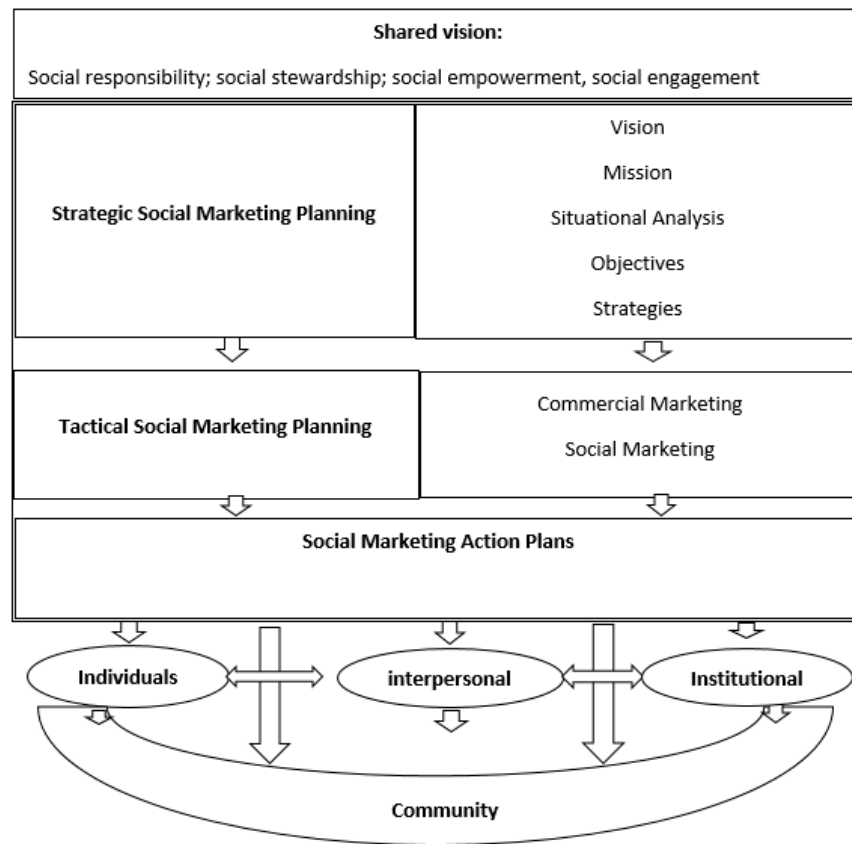 Shared vision:
Social responsibility; social stewardship; social empowerment, social engagement
Strategic Social Marketing Planning
Vision
Mission
Situational Analysis
Objectives
Strategies
Tactical Social Marketing Planning
Commercial Marketing
Social Marketing
Social Marketing Action Plans
Individuals
interpersonal
Institutional
Community